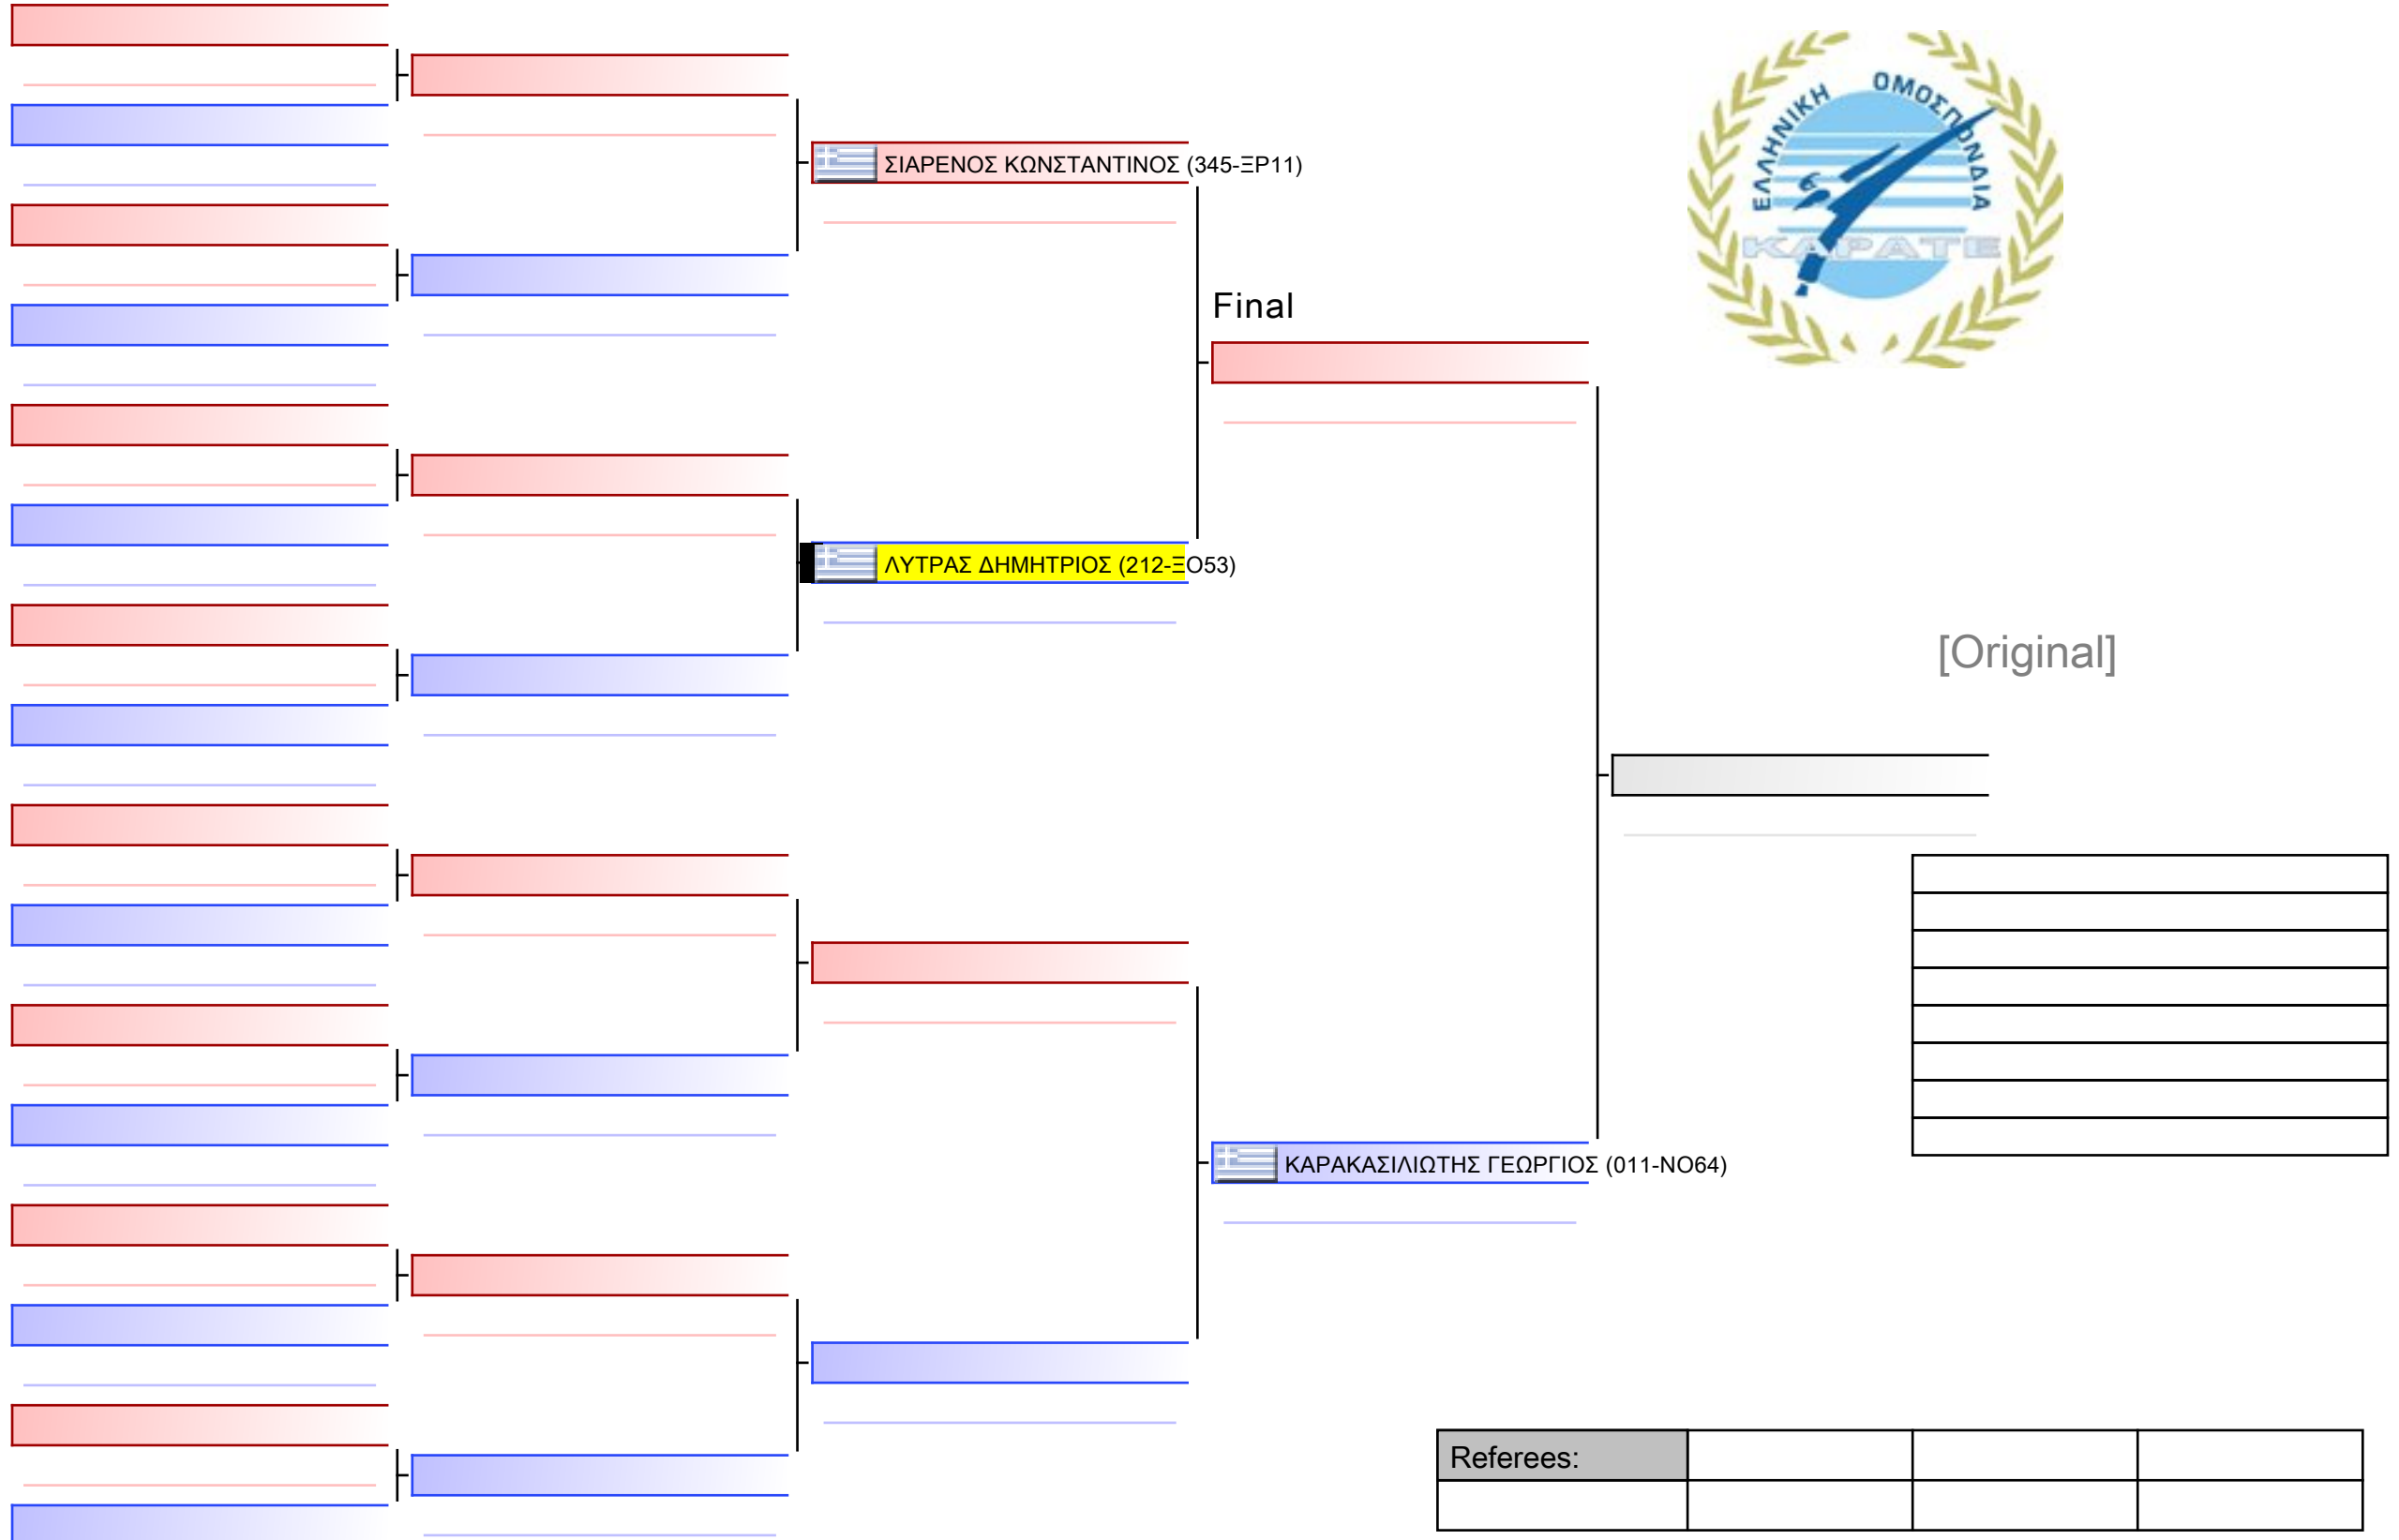 ΕΛΛΗΝΙΚΗ ΟΜΟΣΠΟΝΔΙΑ
ΚΑΡΑΤΕ
ΣΙΑΡΕΝΟΣ ΚΩΝΣΤΑΝΤΙΝΟΣ (345-ΞΡ11)
Final
ΛΥΤΡΑΣ ΔΗΜΗΤΡΙΟΣ (212-ΞΟ53)
[Original]
ΚΑΡΑΚΑΣΙΛΙΩΤΗΣ ΓΕΩΡΓΙΟΣ (011-ΝΟ64)
Referees: